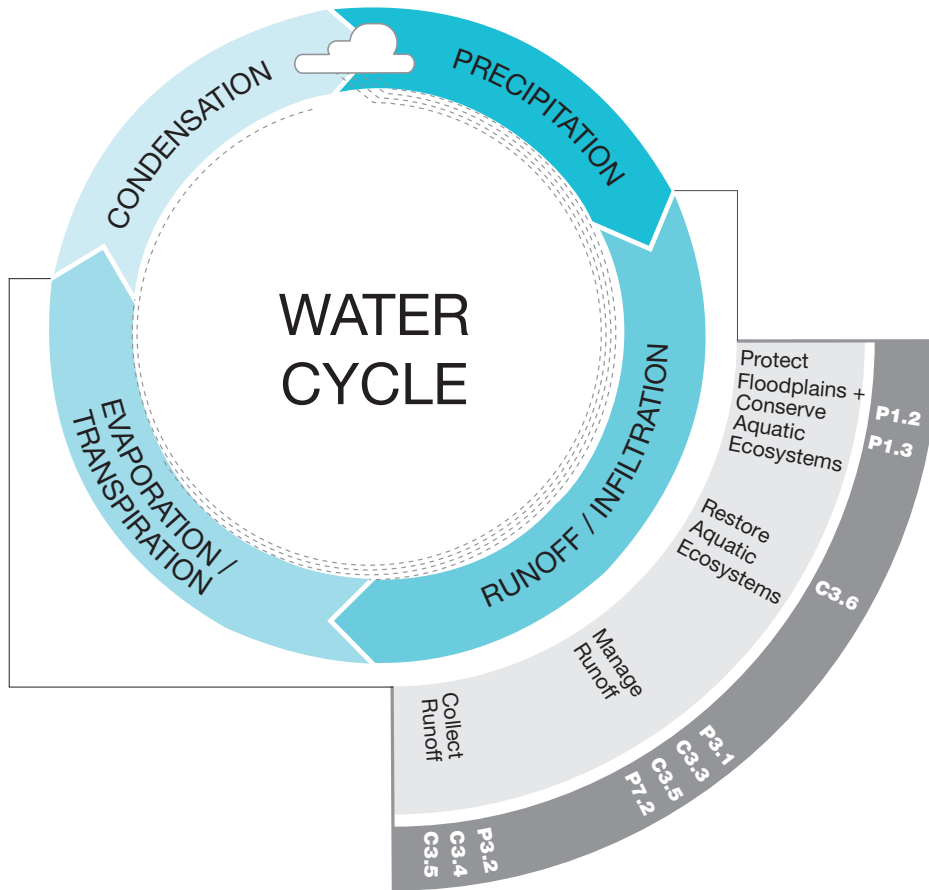 WATER
CYCLE
CONDENSATION
PRECIPITATION
RUNOFF / INFILTRATION
EVAPORATION /
TRANSPIRATION
Protect
Floodplains +
Conserve
Aquatic
Ecosystems
P1.2
P1.3
Restore
Aquatic
Ecosystems
C3.6
Manage
Runoff
P3.1
C3.3
C3.5
P7.2
Collect
Runoff
P3.2
C3.4
C3.5